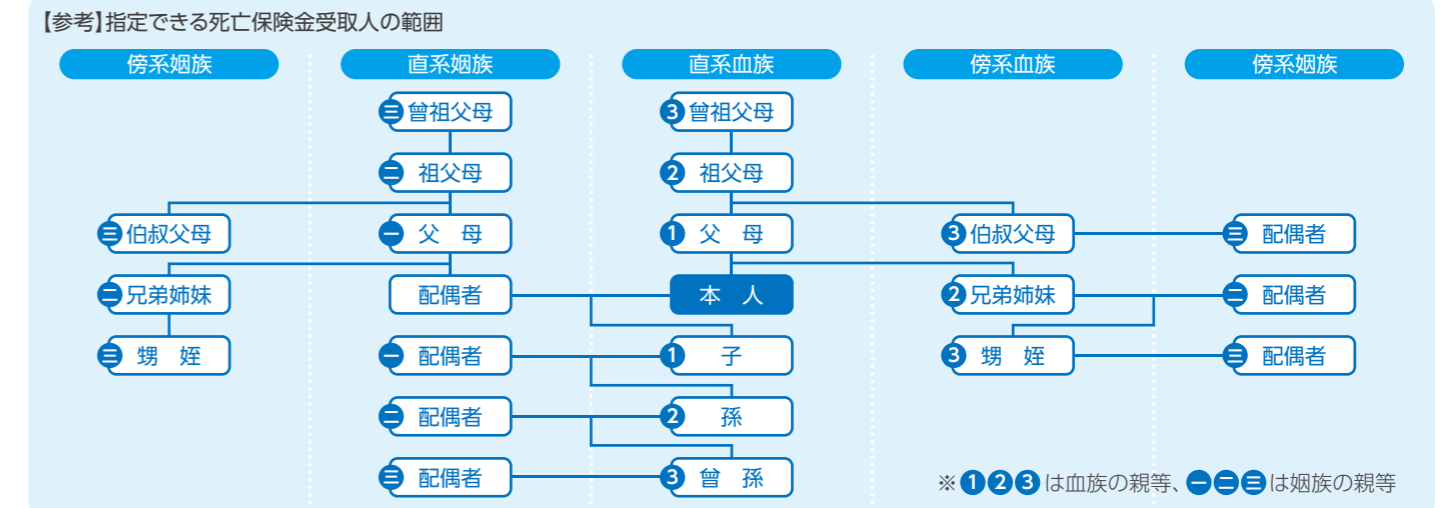 【参考】指定できる死亡保険金受取人の範囲
傍系姻族 直系姻族 直系血族 傍系血族 傍系姻族
三 曾祖父母 3 曾祖父母
二 祖父母 2 祖父母
三 伯叔父母 一 父 母 1 父 母 3 伯叔父母 三 配偶者
二 兄弟姉妹 配偶者 本 人 2 兄弟姉妹 二 配偶者
三 甥 姪 一 配偶者 1 子 3 甥 姪 三 配偶者
二 配偶者 2 孫
三 配偶者 3 曾 孫
※123は血族の親等、一二三は姻族の親等